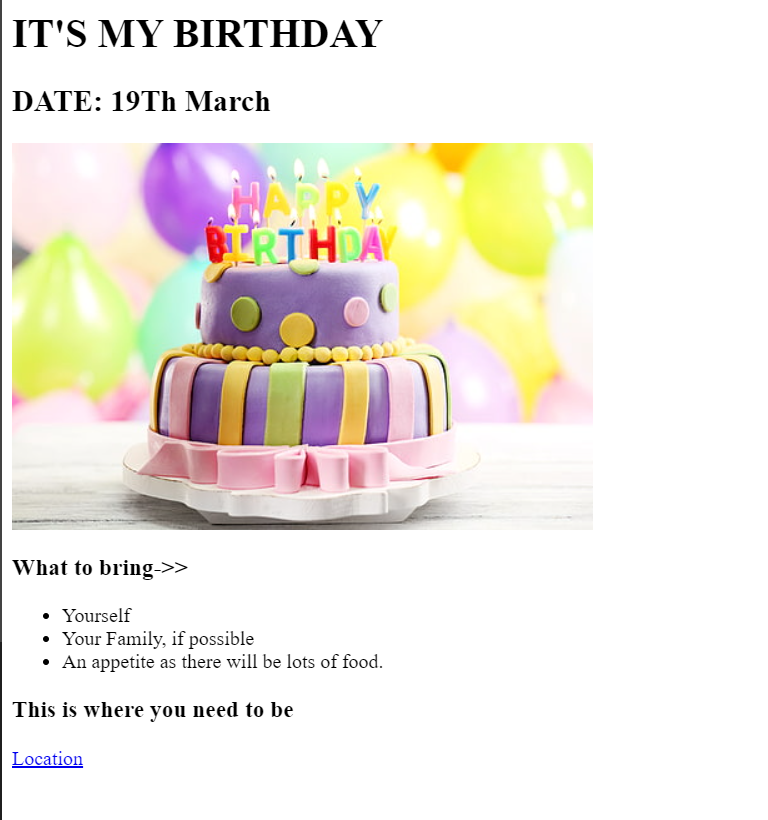 IT'S MY BIRTHDAY
DATE: 19Th March
HAPPY
BIRTHDAY
What to bring->>
Yourself
Your Family, if possible
An appetite as there will be lots of food.
This is where you need to be
Location